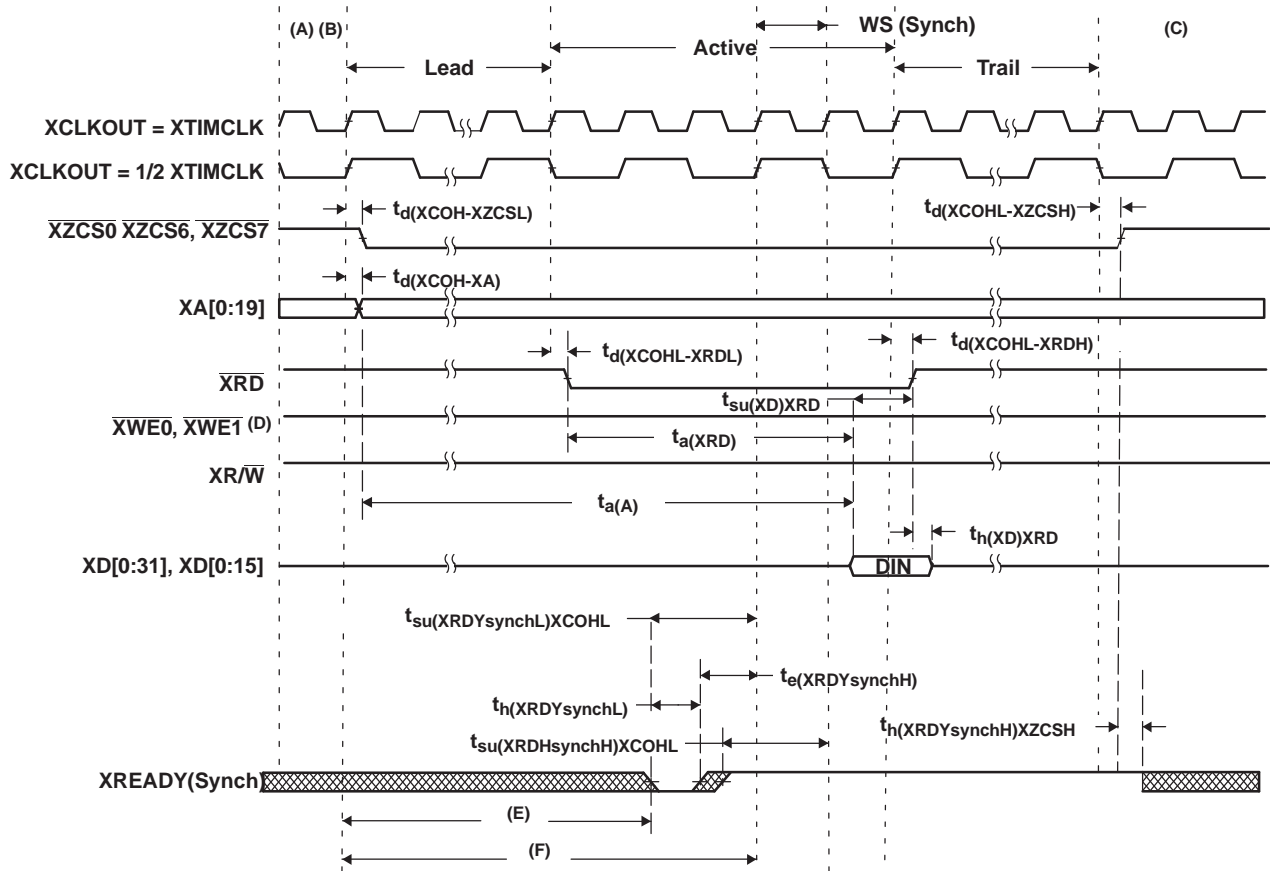 (A) (B)
WS (Synch)
(C)
Active
Lead
Trail
XCLKOUT = XTIMCLK
XCLKOUT = 1/2 XTIMCLK
td(XCOH-XZCSL)
td(XCOHL-XZCSH)
XZCS0 XZCS6, XZCS7
td(XCOH-XA)
XA[0:19]
td(XCOHL-XRDL)
td(XCOHL-XRDH)
XRD
tsu(XD)XRD
XWE0, XWE1 (D)
ta(XRD)
XR/W
ta(A)
th(XD)XRD
XD[0:31], XD[0:15]
DIN
tsu(XRDYsynchL)XCOHL
te(XRDYsynchH)
th(XRDYsynchL)
th(XRDYsynchH)XZCSH
tsu(XRDHsynchH)XCOHL
XREADY(Synch)
(E)
(F)